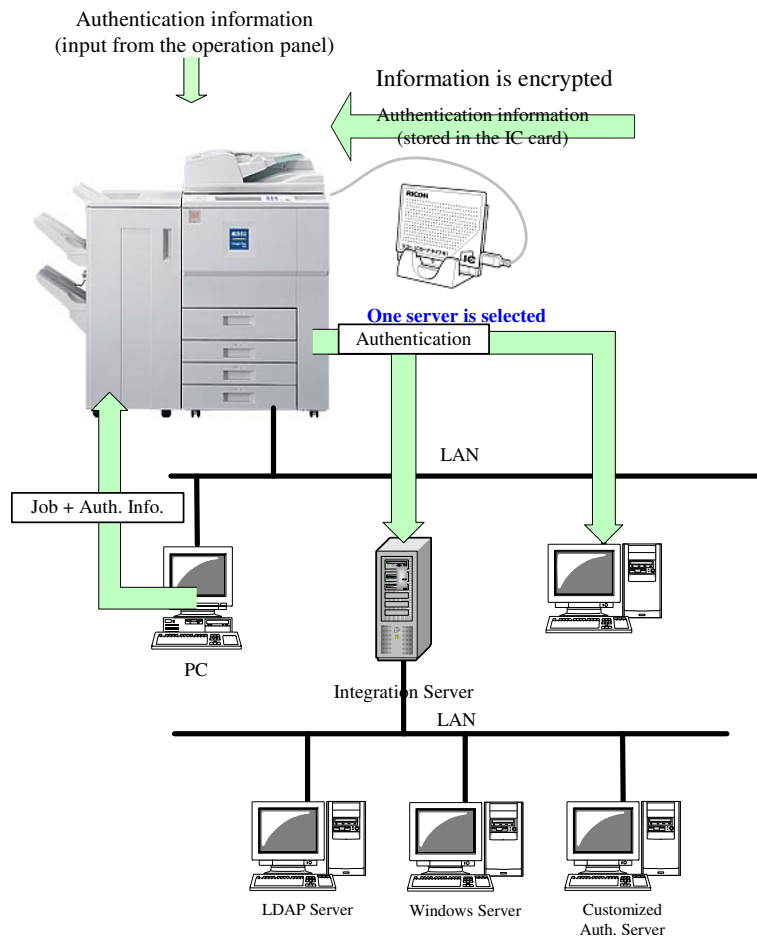 Authentication information
(input from the operation panel)
Information is encrypted
Authentication information
(stored in the IC card)
RICOH
IC
One server is selected
Authentication
LAN
Job + Auth. Info.
PC
Integration Server
LAN
LDAP Server
Windows Server
Customized
Auth. Server